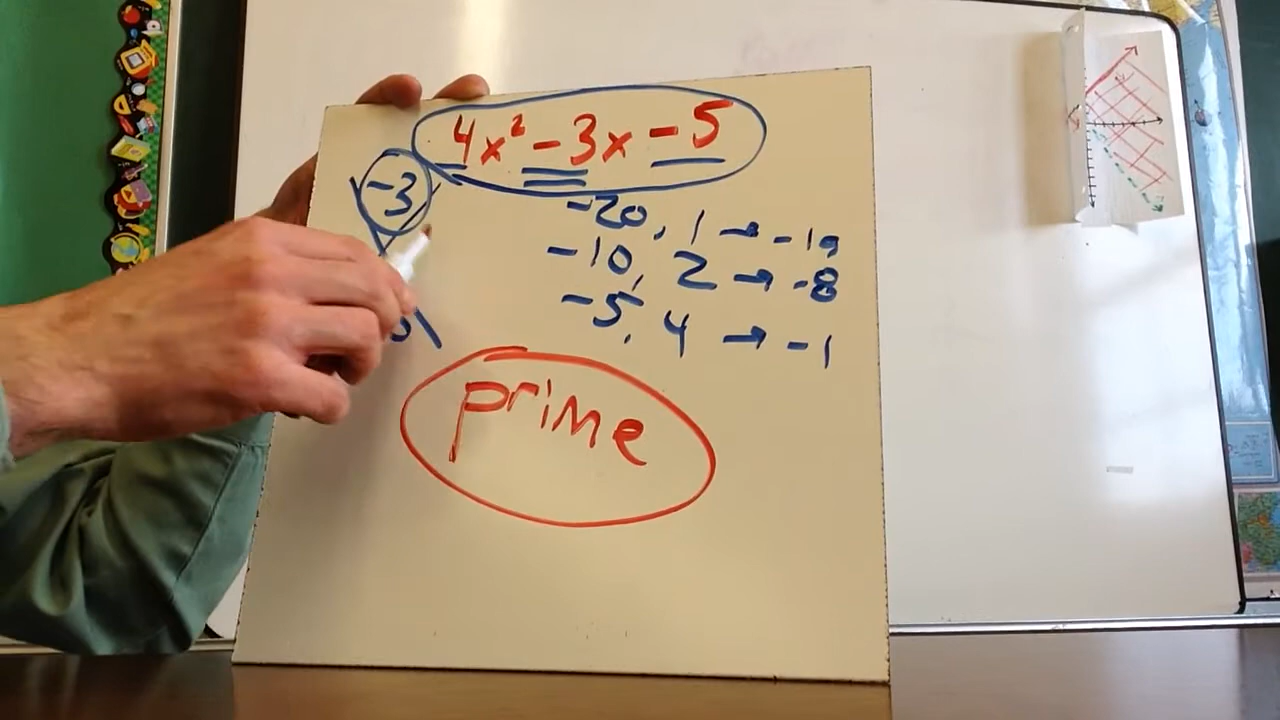 4x² - 3x - 5
-3
-20, 1 → -19
-10, 2 → -8
-5, 4 → -1
prime